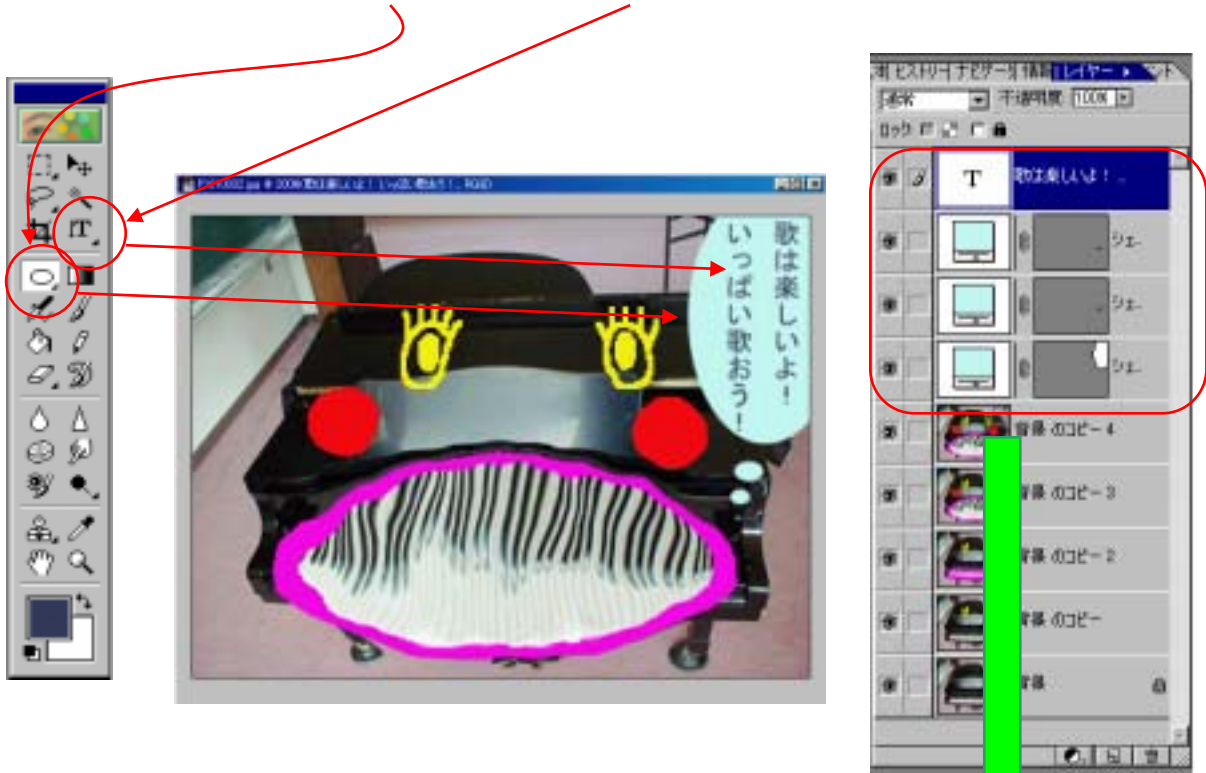 歌は楽しいよ!
いっぱい歌おう!
レイヤー
通常
不透明度 100%
ロック
T
歌は楽しいよ! ..
シェ..
シェ..
シェ..
背景 のコピー 4
背景 のコピー 3
背景 のコピー 2
背景 のコピー
背景